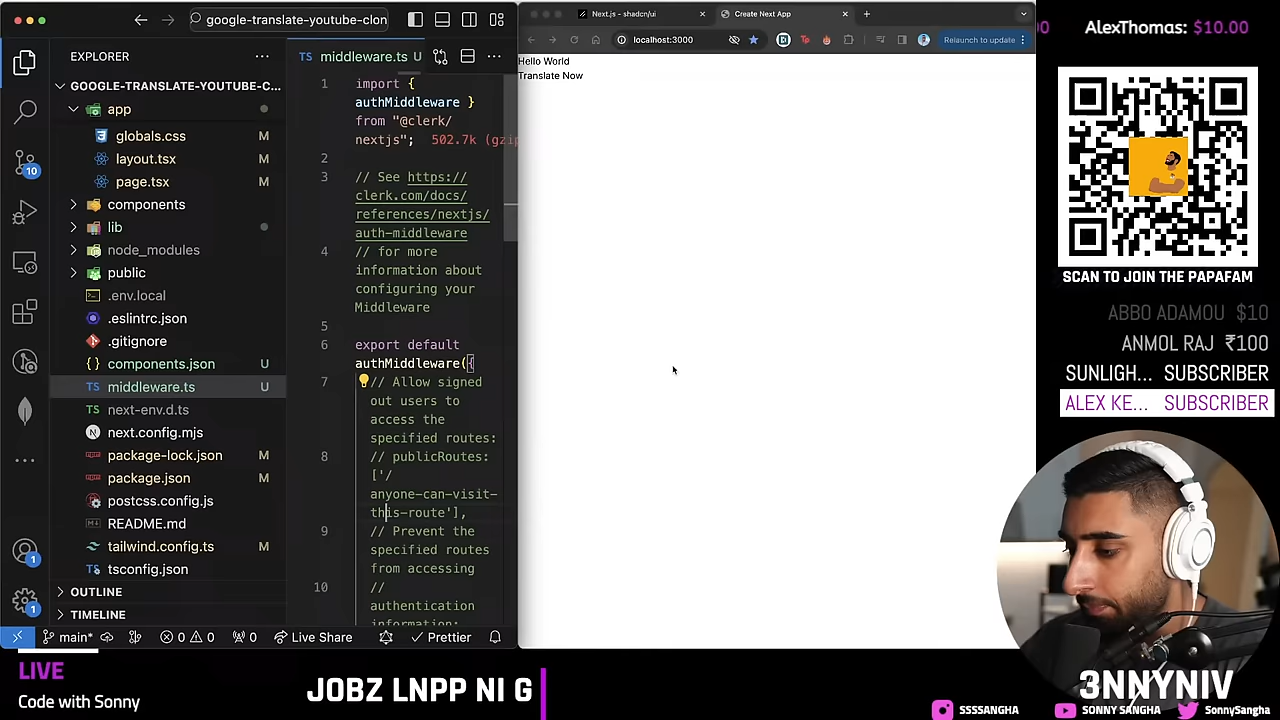 google-translate-youtube-clon
EXPLORER
GOOGLE-TRANSLATE-YOUTUBE-C...
app
globals.css M
layout.tsx M
page.tsx M
components
lib
node_modules
public
.env.local
.eslintrc.json
.gitignore
components.json U
middleware.ts U
next-env.d.ts
next.config.mjs
package-lock.json M
package.json M
postcss.config.js
README.md
tailwind.config.ts M
tsconfig.json
OUTLINE
TIMELINE
10
1
1
TS middleware.ts U
1 import {
authMiddleware }
from "@clerk/
nextjs"; 502.7k (gzip
2
3 // See https://
clerk.com/docs/
references/nextjs/
auth-middleware
4 // for more
information about
configuring your
Middleware
5
6 export default
authMiddleware({
7 // Allow signed
out users to
access the
specified routes:
8 // publicRoutes:
['/
anyone-can-visit-
this-route'],
9 // Prevent the
specified routes
from accessing
10 //
authentication
information:
main* 0 0 0 Live Share Prettier
Next.js - shadcn/ui
Create Next App
localhost:3000
Relaunch to update
Hello World
Translate Now
AlexThomas: $10.00
SCAN TO JOIN THE PAPAFAM
ABBO ADAMOU $10
ANMOL RAJ ₹100
SUNLIGH... SUBSCRIBER
ALEX KE... SUBSCRIBER
LIVE
Code with Sonny
JOBZ LNPP NI G
3NNYNIV
SSSSANGHA
SONNY SANGHA
SonnySangha